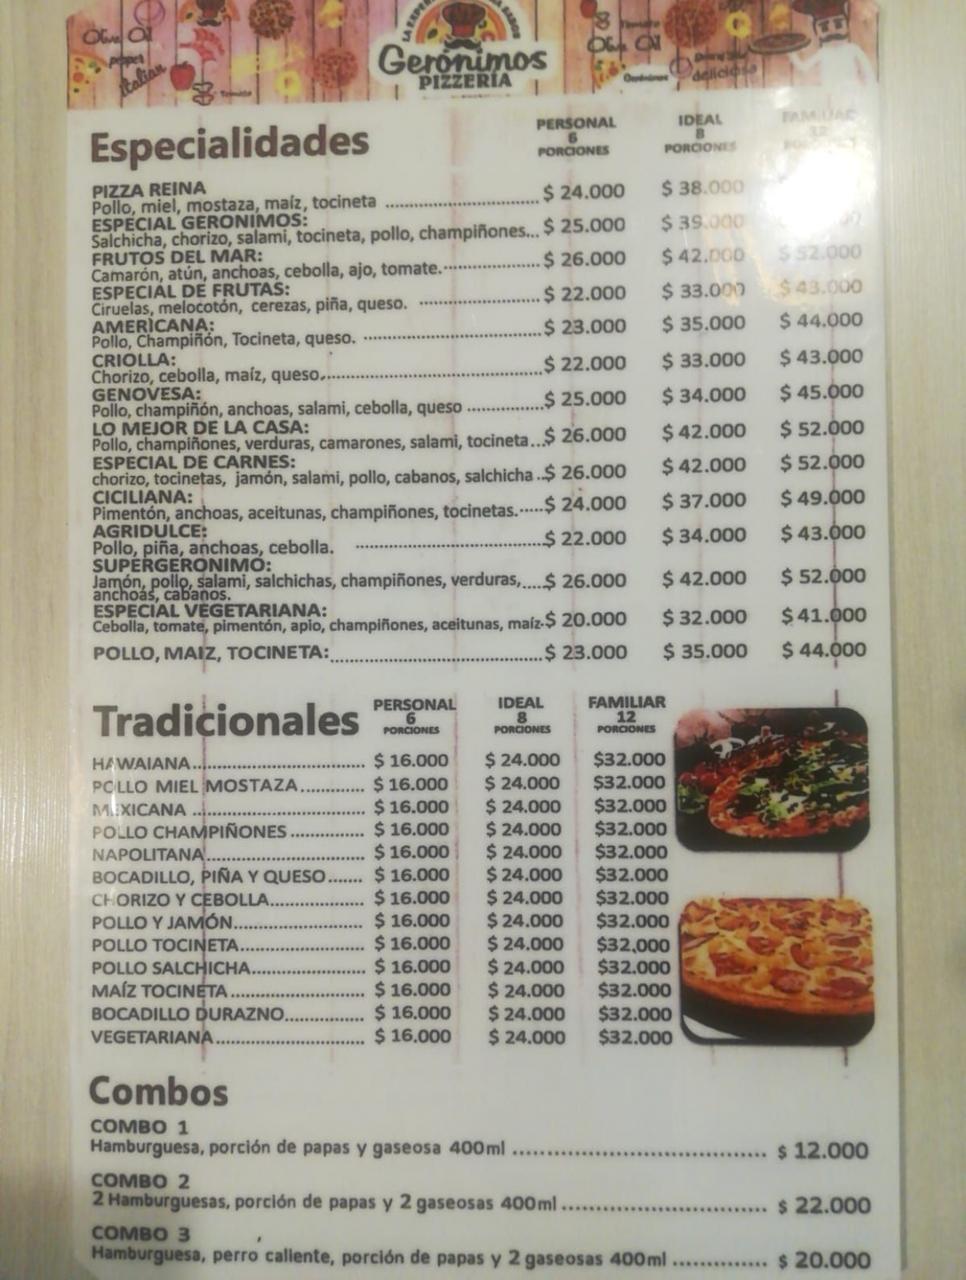 LA EXPER
SABOR
Olive Oil
pepper
Italian
Tomato
Gerónimos
PIZZERÍA
Tomato
Olive Oil
Gerónimos
deliciosa
Especialidades
PERSONAL IDEAL FAMILIAR
6 8 12
PORCIONES PORCIONES PORCIONES
PIZZA REINA
Pollo, miel, mostaza, maíz, tocineta ................................ $ 24.000 $ 38.000
ESPECIAL GERONIMOS:
Salchicha, chorizo, salami, tocineta, pollo, champiñones... $ 25.000 $ 39.000
FRUTOS DEL MAR:
Camarón, atún, anchoas, cebolla, ajo, tomate.................... $ 26.000 $ 42.000 $ 52.000
ESPECIAL DE FRUTAS:
Ciruelas, melocotón, cerezas, piña, queso. ......................... $ 22.000 $ 33.000 $ 43.000
AMERICANA:
Pollo, Champiñón, Tocineta, queso. .................................... $ 23.000 $ 35.000 $ 44.000
CRIOLLA:
Chorizo, cebolla, maíz, queso............................................. $ 22.000 $ 33.000 $ 43.000
GENOVESA:
Pollo, champiñón, anchoas, salami, cebolla, queso ............... $ 25.000 $ 34.000 $ 45.000
LO MEJOR DE LA CASA:
Pollo, champiñones, verduras, camarones, salami, tocineta...$ 26.000 $ 42.000 $ 52.000
ESPECIAL DE CARNES:
chorizo, tocinetas, jamón, salami, pollo, cabanos, salchicha ..$ 26.000 $ 42.000 $ 52.000
CICILIANA:
Pimentón, anchoas, aceitunas, champiñones, tocinetas......$ 24.000 $ 37.000 $ 49.000
AGRIDULCE:
Pollo, piña, anchoas, cebolla. ......................................$ 22.000 $ 34.000 $ 43.000
SUPERGERONIMO:
Jamón, pollo, salami, salchichas, champiñones, verduras,....$ 26.000 $ 42.000 $ 52.000
anchoas, cabanos.
ESPECIAL VEGETARIANA:
Cebolla, tomate, pimentón, apio, champiñones, aceitunas, maíz.$ 20.000 $ 32.000 $ 41.000
POLLO, MAIZ, TOCINETA:............................................$ 23.000 $ 35.000 $ 44.000
Tradicionales
PERSONAL IDEAL FAMILIAR
6 8 12
PORCIONES PORCIONES PORCIONES
HAWAIANA................................ $ 16.000 $ 24.000 $32.000
POLLO MIEL MOSTAZA............ $ 16.000 $ 24.000 $32.000
MEXICANA ................................ $ 16.000 $ 24.000 $32.000
POLLO CHAMPIÑONES ............. $ 16.000 $ 24.000 $32.000
NAPOLITANA............................. $ 16.000 $ 24.000 $32.000
BOCADILLO, PIÑA Y QUESO....... $ 16.000 $ 24.000 $32.000
CHORIZO Y CEBOLLA................. $ 16.000 $ 24.000 $32.000
POLLO Y JAMÓN....................... $ 16.000 $ 24.000 $32.000
POLLO TOCINETA...................... $ 16.000 $ 24.000 $32,000
POLLO SALCHICHA.................... $ 16.000 $ 24.000 $32.000
MAÍZ TOCINETA ........................ $ 16.000 $ 24.000 $32.000
BOCADILLO DURAZNO.............. $ 16.000 $ 24.000 $32.000
VEGETARIANA.......................... $ 16.000 $ 24.000 $32.000
Combos
COMBO 1
Hamburguesa, porción de papas y gaseosa 400ml .................................. $ 12.000
COMBO 2
2 Hamburguesas, porción de papas y 2 gaseosas 400ml ........................... $ 22.000
COMBO 3
Hamburguesa, perro caliente, porción de papas y 2 gaseosas 400ml ............. $ 20.000